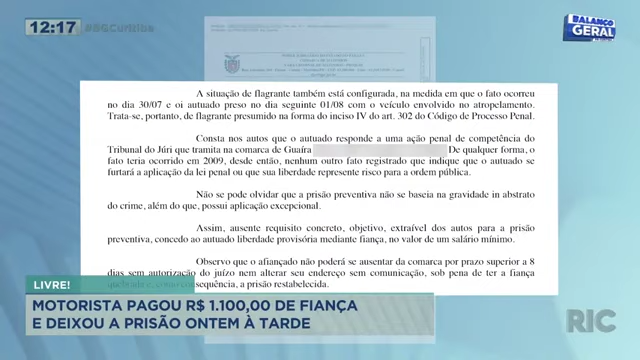 12:17 #BGCuritiba
BALANÇO
GERAL
A situação de flagrante também está configurada, na medida em que o fato ocorreu
no dia 30/07 e oi autuado preso no dia seguinte 01/08 com o veículo envolvido no atropelamento.
Trata-se, portanto, de flagrante presumido na forma do inciso IV do art. 302 do Código de Processo Penal.
Consta nos autos que o autuado responde a uma ação penal de competência do
Tribunal do Júri que tramita na comarca de Guaíra De qualquer forma, o
fato teria ocorrido em 2009, desde então, nenhum outro fato registrado que indique que o autuado se
furtará a aplicação da lei penal ou que sua liberdade represente risco para a ordem pública.
Não se pode olvidar que a prisão preventiva não se baseia na gravidade in abstrato
do crime, além do que, possui aplicação excepcional.
Assim, ausente requisito concreto, objetivo, extraível dos autos para a prisão
preventiva, concedo ao autuado liberdade provisória mediante fiança, no valor de um salário mínimo.
Observo que o afiançado não poderá se ausentar da comarca por prazo superior a 8
dias sem autorização do juízo nem alterar seu endereço sem comunicação, sob pena de ter a fiança
consequência, a prisão restabelecida.
LIVRE!
MOTORISTA PAGOU R$ 1.100,00 DE FIANÇA
E DEIXOU A PRISÃO ONTEM À TARDE
RIC